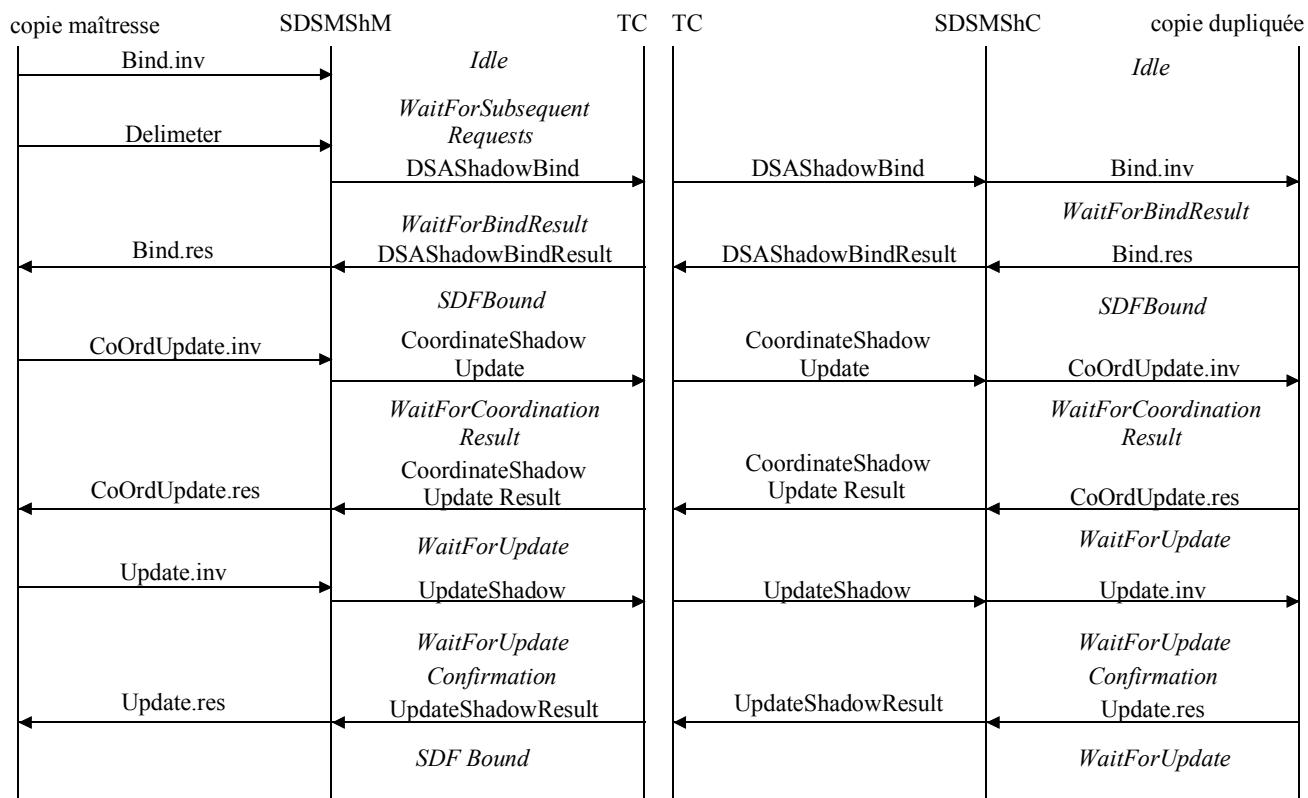 copie maîtresse SDSMShM TC TC SDSMShC copie dupliquée
Bind.inv Idle Idle
WaitForSubsequent
Delimeter Requests
DSAShadowBind DSAShadowBind Bind.inv
WaitForBindResult WaitForBindResult
Bind.res DSAShadowBindResult DSAShadowBindResult Bind.res
SDFBound SDFBound
CoOrdUpdate.inv CoordinateShadow CoordinateShadow
Update Update CoOrdUpdate.inv
WaitForCoordination WaitForCoordination
Result Result
CoordinateShadow CoordinateShadow
CoOrdUpdate.res Update Result Update Result CoOrdUpdate.res
WaitForUpdate WaitForUpdate
Update.inv UpdateShadow UpdateShadow Update.inv
WaitForUpdate WaitForUpdate
Confirmation Confirmation
Update.res UpdateShadowResult UpdateShadowResult Update.res
SDF Bound WaitForUpdate